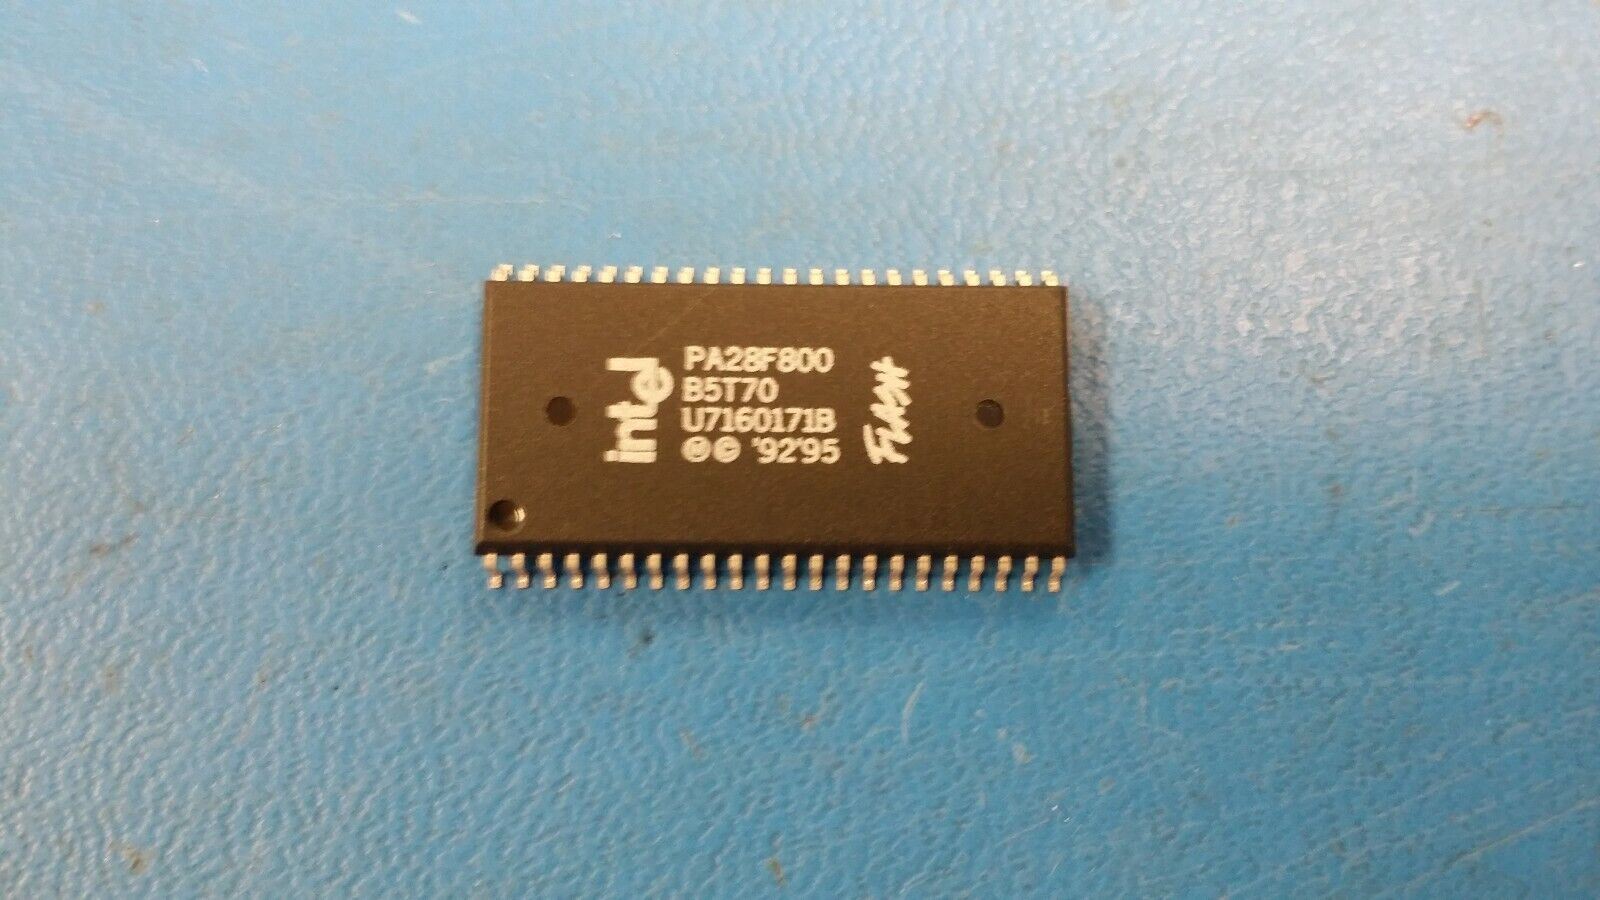 intel
PA28F800
B5T70
U7160171B
Ⓜ© '92'95
FLASH